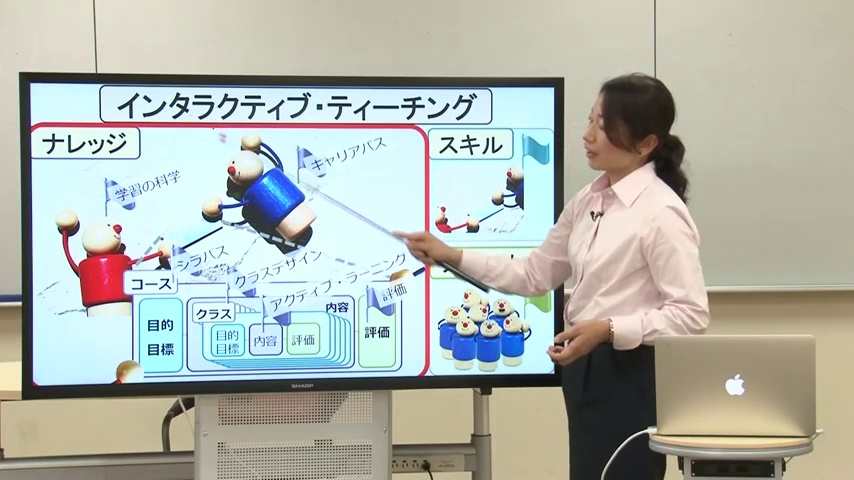 インタラクティブ・ティーチング
ナレッジ
スキル
学習の科学
キャリアパス
シラバス
クラスデザイン
アクティブ・ラーニング
評価
コース
目的
目標
クラス
内容
目的
目標
内容
評価
評価
SHARP